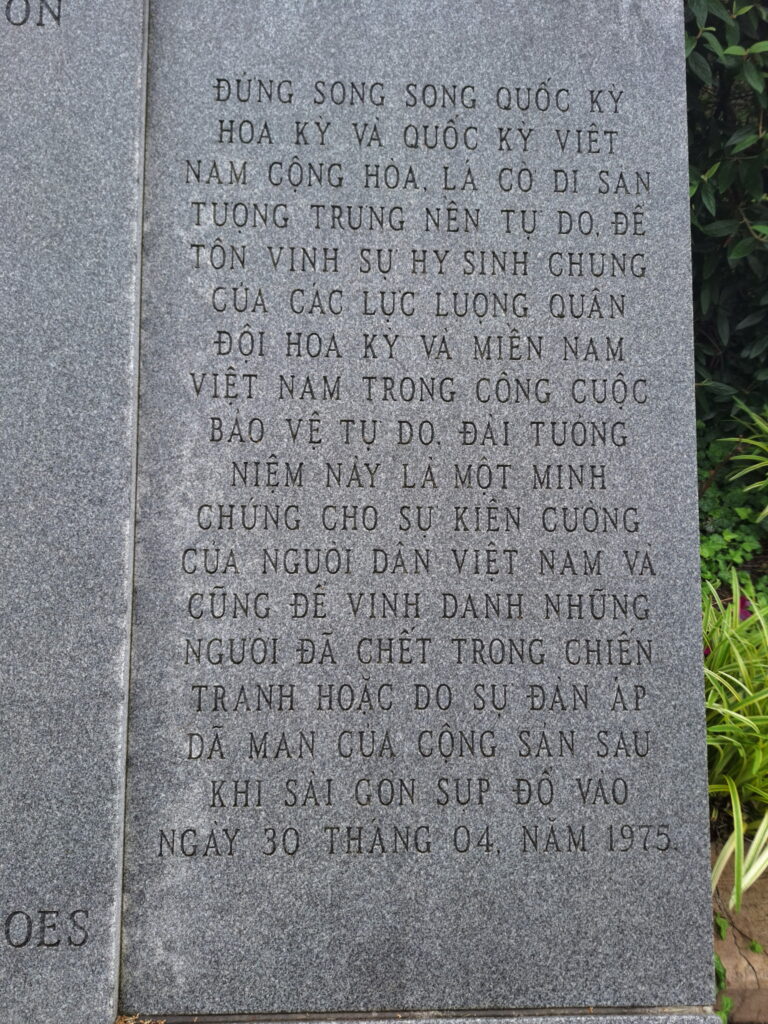 ON
ĐỨNG SONG SONG QUỐC KỲ
HOA KỲ VÀ QUỐC KỲ VIỆT
NAM CỘNG HÒA, LÁ CỜ DI SẢN
TƯỢNG TRƯNG NỀN TỰ DO, ĐỂ
TÔN VINH SỰ HY SINH CHUNG
CỦA CÁC LỰC LƯỢNG QUÂN
ĐỘI HOA KỲ VÀ MIỀN NAM
VIỆT NAM TRONG CÔNG CUỘC
BẢO VỆ TỰ DO. ĐÀI TƯỞNG
NIỆM NÀY LÀ MỘT MINH
CHỨNG CHO SỰ KIÊN CƯỜNG
CỦA NGƯỜI DÂN VIỆT NAM VÀ
CŨNG ĐỂ VINH DANH NHỮNG
NGƯỜI ĐÃ CHẾT TRONG CHIẾN
TRANH HOẶC DO SỰ ĐÀN ÁP
DÃ MAN CỦA CỘNG SẢN SAU
KHI SÀI GÒN SỤP ĐỔ VÀO
NGÀY 30 THÁNG 04, NĂM 1975.
OES